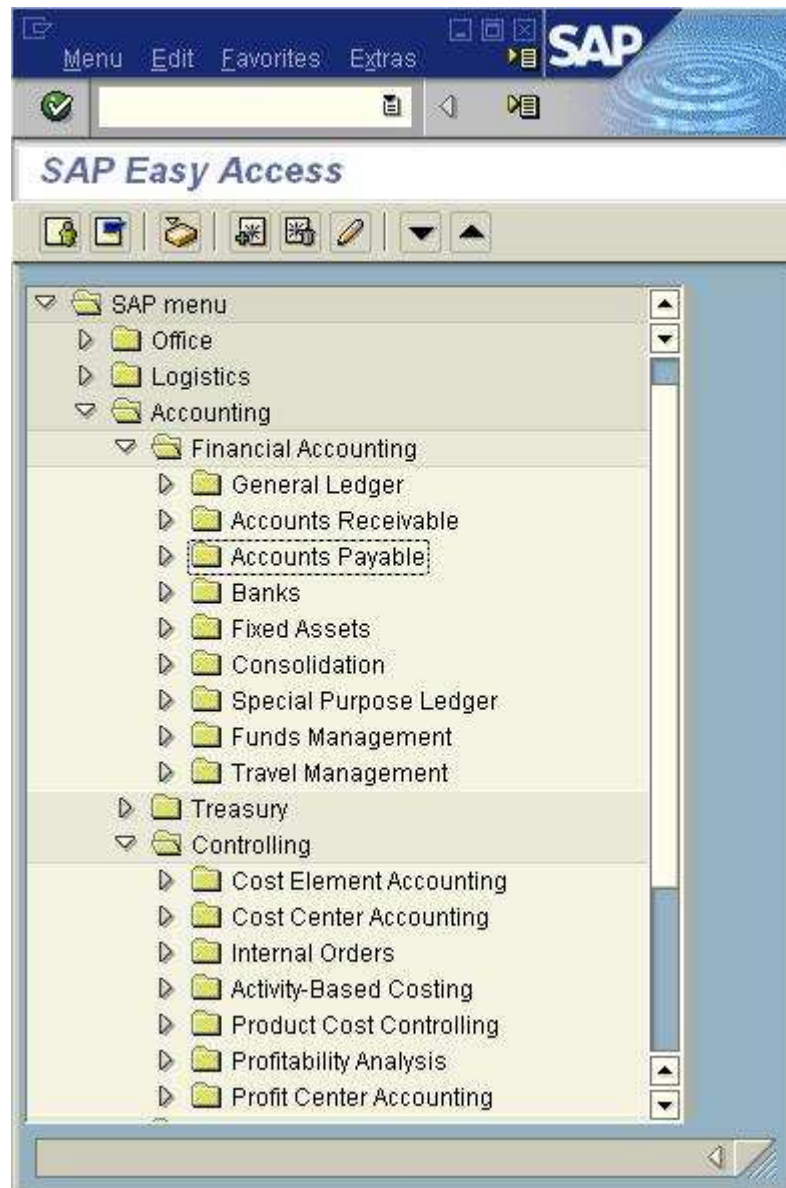 Menu Edit Favorites Extras
SAP
SAP Easy Access
SAP menu
Office
Logistics
Accounting
Financial Accounting
General Ledger
Accounts Receivable
Accounts Payable
Banks
Fixed Assets
Consolidation
Special Purpose Ledger
Funds Management
Travel Management
Treasury
Controlling
Cost Element Accounting
Cost Center Accounting
Internal Orders
Activity-Based Costing
Product Cost Controlling
Profitability Analysis
Profit Center Accounting